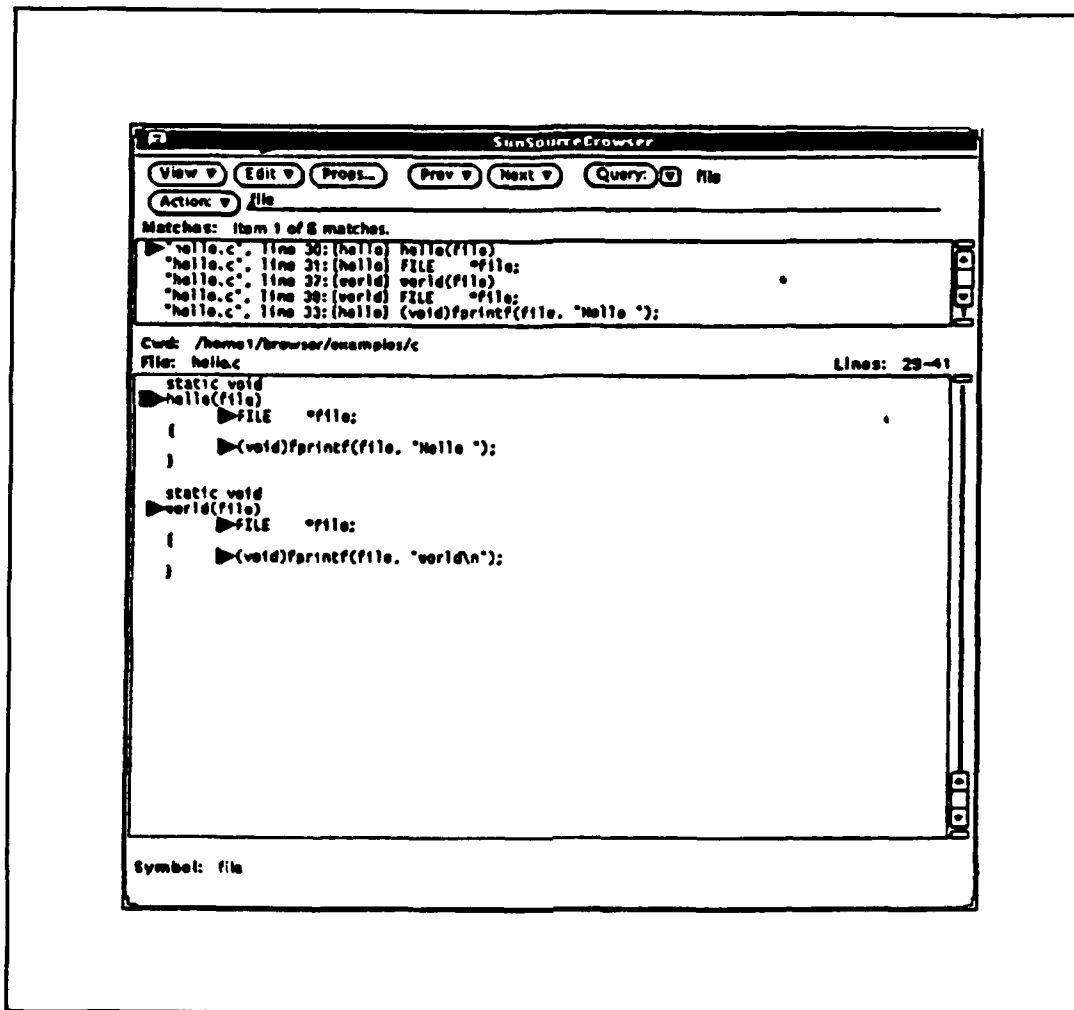 SunSourceBrowser
View Edit Props... Prev Next Query: file
Action: file
Matches: Item 1 of 6 matches.
"hello.c", line 30:[hello] hello(file)
"hello.c", line 31:[hello] FILE *file;
"hello.c", line 37:[world] world(file)
"hello.c", line 38:[world] FILE *file;
"hello.c", line 33:[hello] (void)fprintf(file, "Hello ");
Cwd: /home1/browser/examples/c
File: hello.c Lines: 29-41
static void
hello(file)
FILE *file;
{
(void)fprintf(file, "Hello ");
}
static void
world(file)
FILE *file;
{
(void)fprintf(file, "world\n");
}
Symbol: file